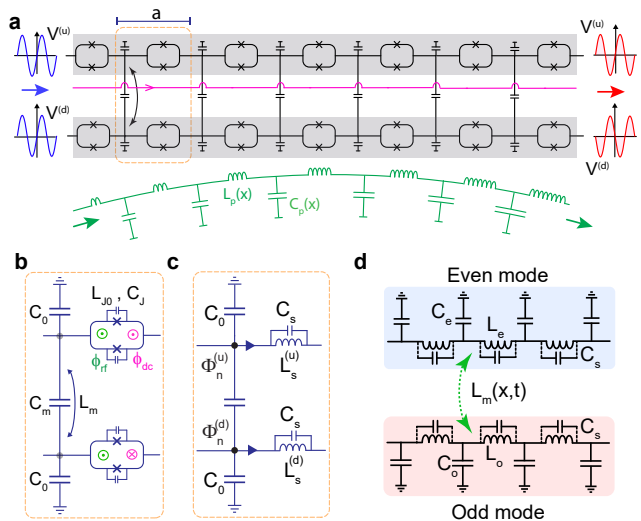 a
a
V(u)
V(u)
V(d)
V(d)
Lp(x)
Cp(x)
b
c
d
LJ0 , CJ
C0
ϕrf
ϕdc
Cm
Lm
C0
C0
Cs
Φn(u)
Ls(u)
Cs
Φn(d)
Ls(d)
C0
Even mode
Ce
Le
Cs
Lm(x,t)
Cs
Co
Lo
Odd mode